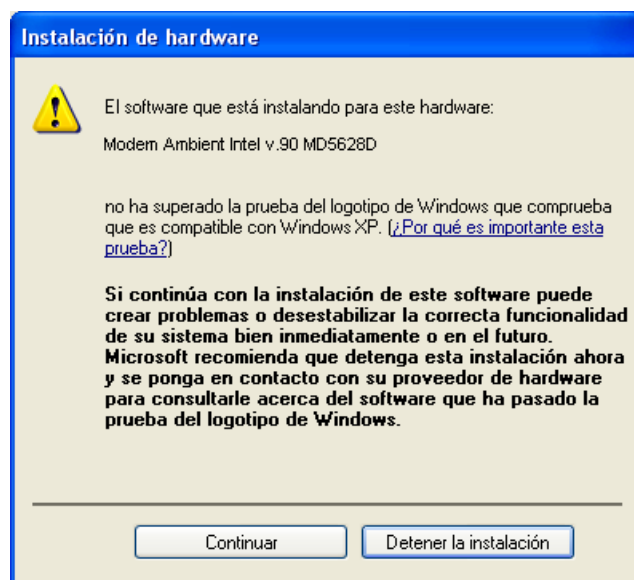 Instalación de hardware
El software que está instalando para este hardware:
Modem Ambient Intel v.90 MD5628D
no ha superado la prueba del logotipo de Windows que comprueba
que es compatible con Windows XP. (¿Por qué es importante esta
prueba?)
Si continúa con la instalación de este software puede
crear problemas o desestabilizar la correcta funcionalidad
de su sistema bien inmediatamente o en el futuro.
Microsoft recomienda que detenga esta instalación ahora
y se ponga en contacto con su proveedor de hardware
para consultarle acerca del software que ha pasado la
prueba del logotipo de Windows.
Continuar
Detener la instalación